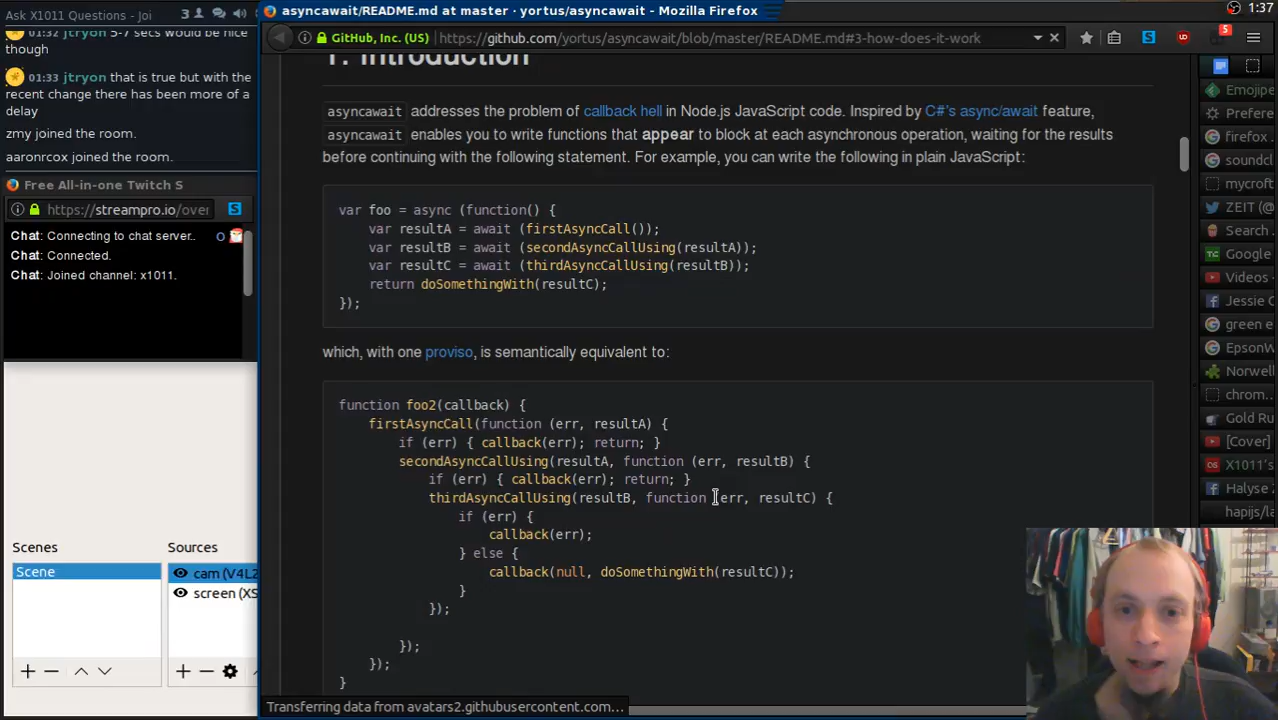 Ask X1011 Questions - Joi
3
01:32 jtryon 5-7 secs would be nice
though
01:33 jtryon that is true but with the
recent change there has been more of a
delay
zmy joined the room.
aaronrcox joined the room.
Free All-in-one Twitch S
https://streampro.io/over
Chat: Connecting to chat server..
Chat: Connected.
Chat: Joined channel: x1011.
Scenes
Sources
Scene
cam (V4L2
screen (XS
asyncawait/README.md at master · yortus/asyncawait - Mozilla Firefox
1:37
GitHub, Inc. (US)
https://github.com/yortus/asyncawait/blob/master/README.md#3-how-does-it-work
5
1. Introduction
asyncawait addresses the problem of callback hell in Node.js JavaScript code. Inspired by C#'s async/await feature,
asyncawait enables you to write functions that appear to block at each asynchronous operation, waiting for the results
before continuing with the following statement. For example, you can write the following in plain JavaScript:
var foo = async (function() {
var resultA = await (firstAsyncCall());
var resultB = await (secondAsyncCallUsing(resultA));
var resultC = await (thirdAsyncCallUsing(resultB));
return doSomethingWith(resultC);
});
which, with one proviso, is semantically equivalent to:
function foo2(callback) {
firstAsyncCall(function (err, resultA) {
if (err) { callback(err); return; }
secondAsyncCallUsing(resultA, function (err, resultB) {
if (err) { callback(err); return; }
thirdAsyncCallUsing(resultB, function (err, resultC) {
if (err) {
callback(err);
} else {
callback(null, doSomethingWith(resultC));
}
});
});
});
}
Transferring data from avatars2.githubusercontent.com...
Emojipe
Prefere
firefox
soundcl
mycroft
ZEIT (@
Search
Google
Videos -
Jessie C
green e
EpsonW
Norwell
chrom
Gold Ru
[Cover]
X1011's
Halyse Z
hapijs/h